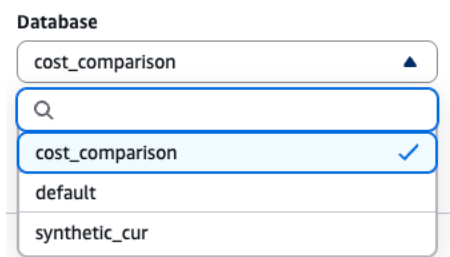 Database
cost_comparison
cost_comparison
default
synthetic_cur